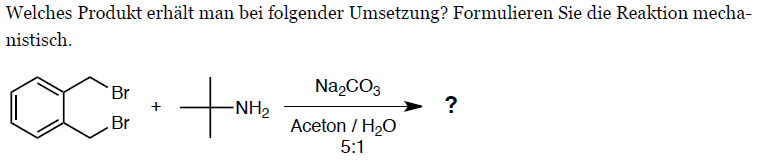 Welches Produkt erhält man bei folgender Umsetzung? Formulieren Sie die Reaktion mecha-
nistisch.
Br
Br
+
NH₂
Na₂CO₃
Aceton / H₂O
5:1
?